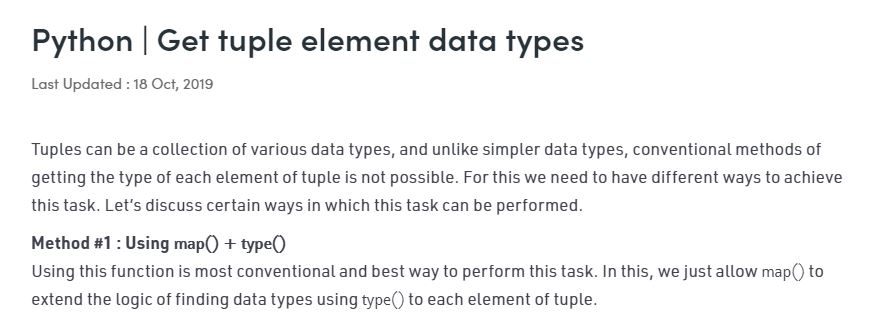 Python | Get tuple element data types
Last Updated : 18 Oct, 2019
Tuples can be a collection of various data types, and unlike simpler data types, conventional methods of
getting the type of each element of tuple is not possible. For this we need to have different ways to achieve
this task. Let’s discuss certain ways in which this task can be performed.
Method #1 : Using map() + type()
Using this function is most conventional and best way to perform this task. In this, we just allow map() to
extend the logic of finding data types using type() to each element of tuple.